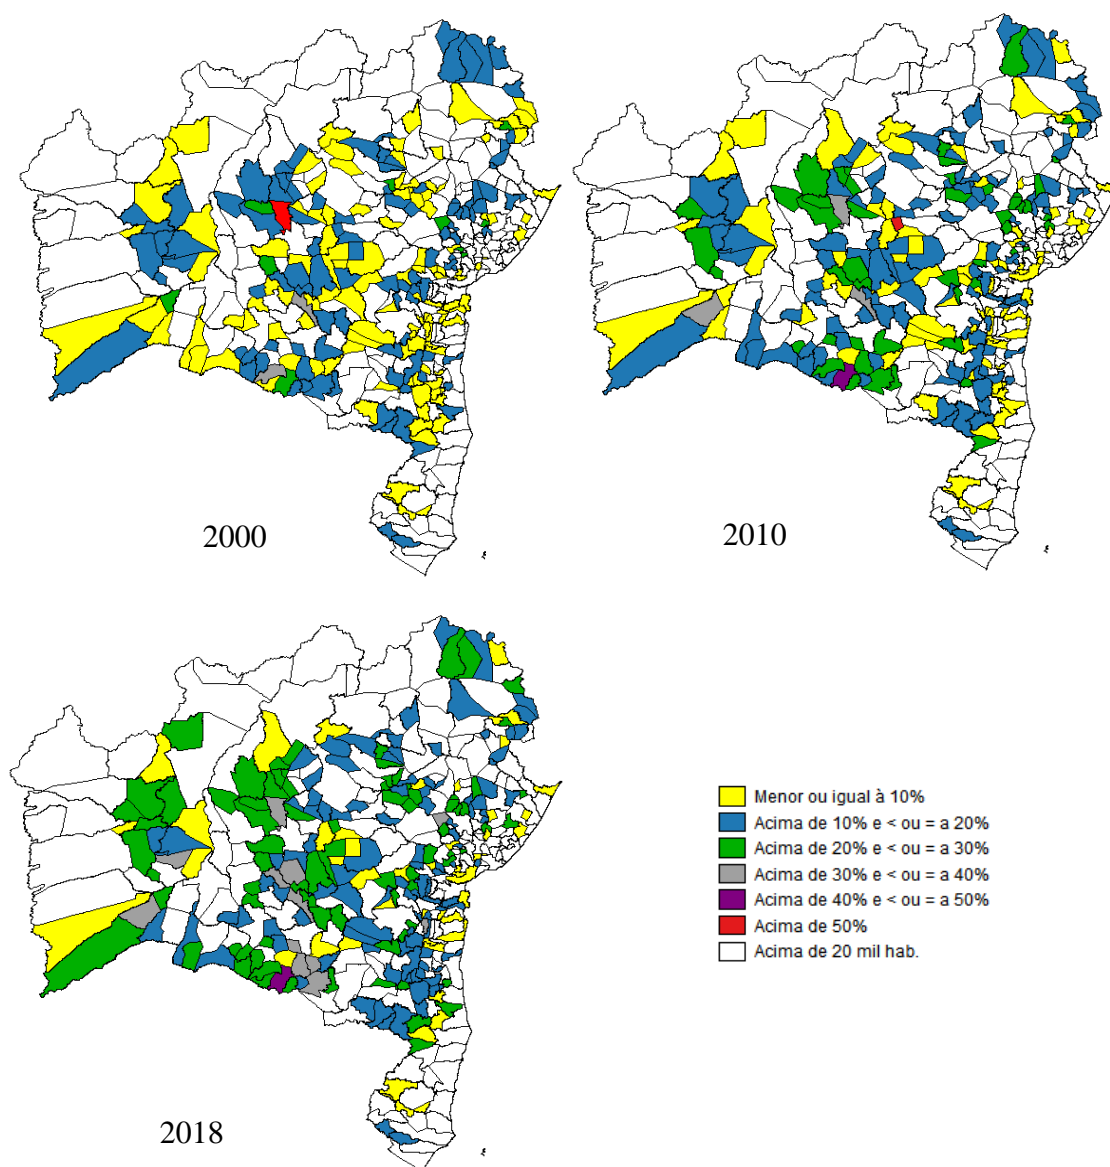 2000
2010
2018
Menor ou igual à 10%
Acima de 10% e < ou = a 20%
Acima de 20% e < ou = a 30%
Acima de 30% e < ou = a 40%
Acima de 40% e < ou = a 50%
Acima de 50%
Acima de 20 mil hab.